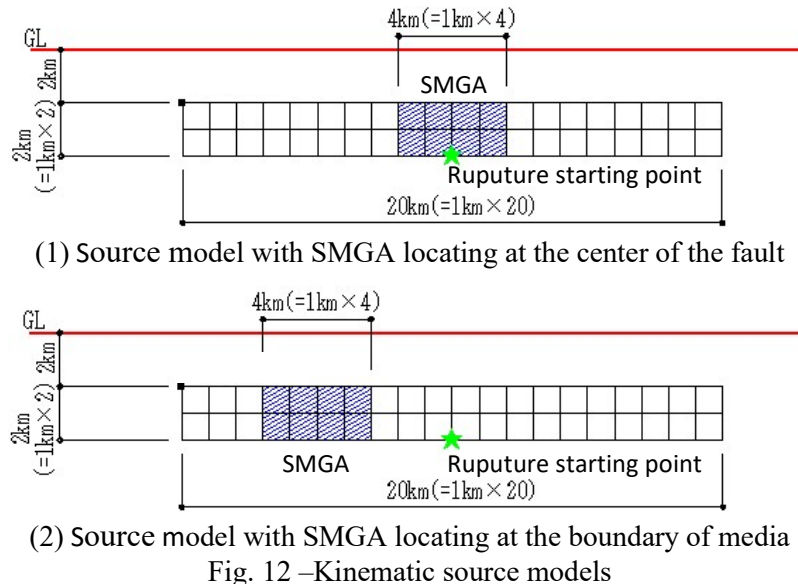 4km(=1km×4)
GL
2km
SMGA
2km
(=1km×2)
Ruputure starting point
20km(=1km×20)
(1) Source model with SMGA locating at the center of the fault
4km(=1km×4)
GL
2km
2km
(=1km×2)
SMGA
Ruputure starting point
20km(=1km×20)
(2) Source model with SMGA locating at the boundary of media
Fig. 12 –Kinematic source models